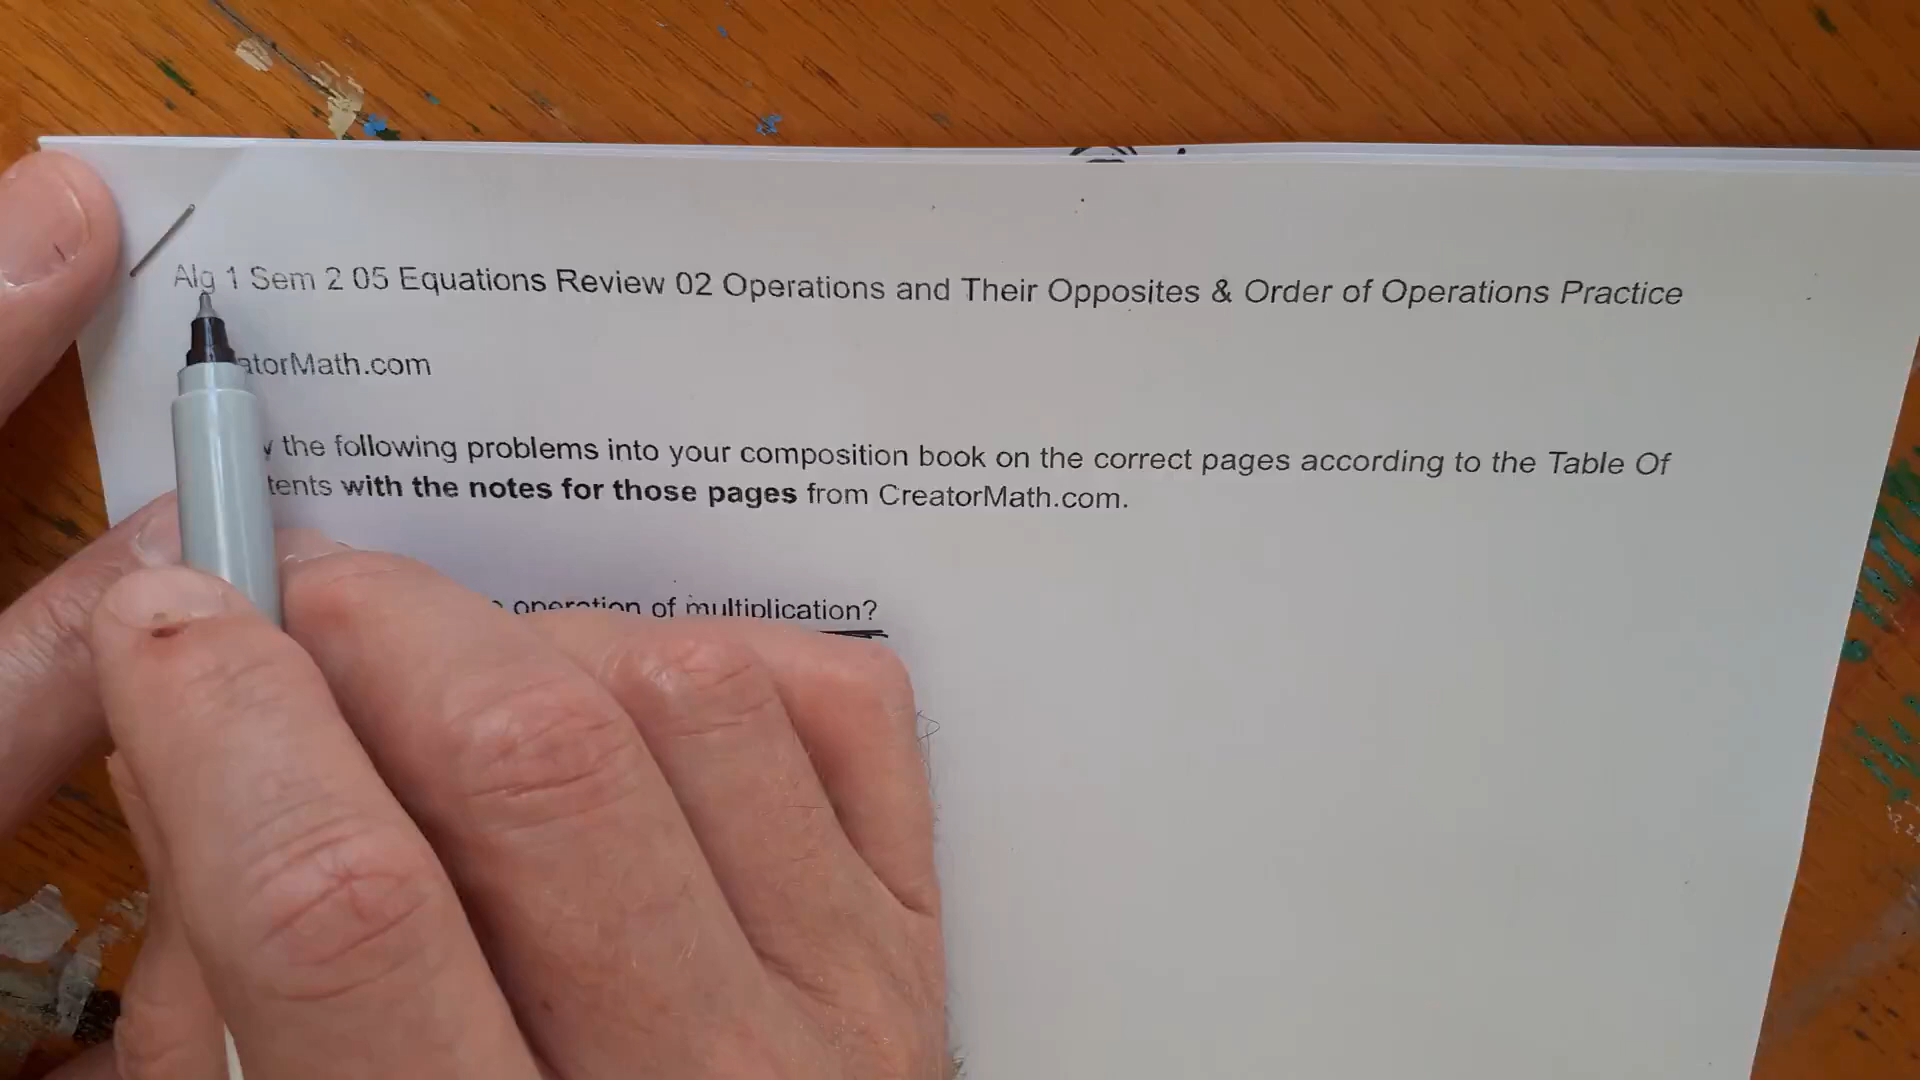 Alg 1 Sem 2 05 Equations Review 02 Operations and Their Opposites & Order of Operations Practice
atorMath.com
the following problems into your composition book on the correct pages according to the Table Of
tents with the notes for those pages from CreatorMath.com.
operation of multiplication?